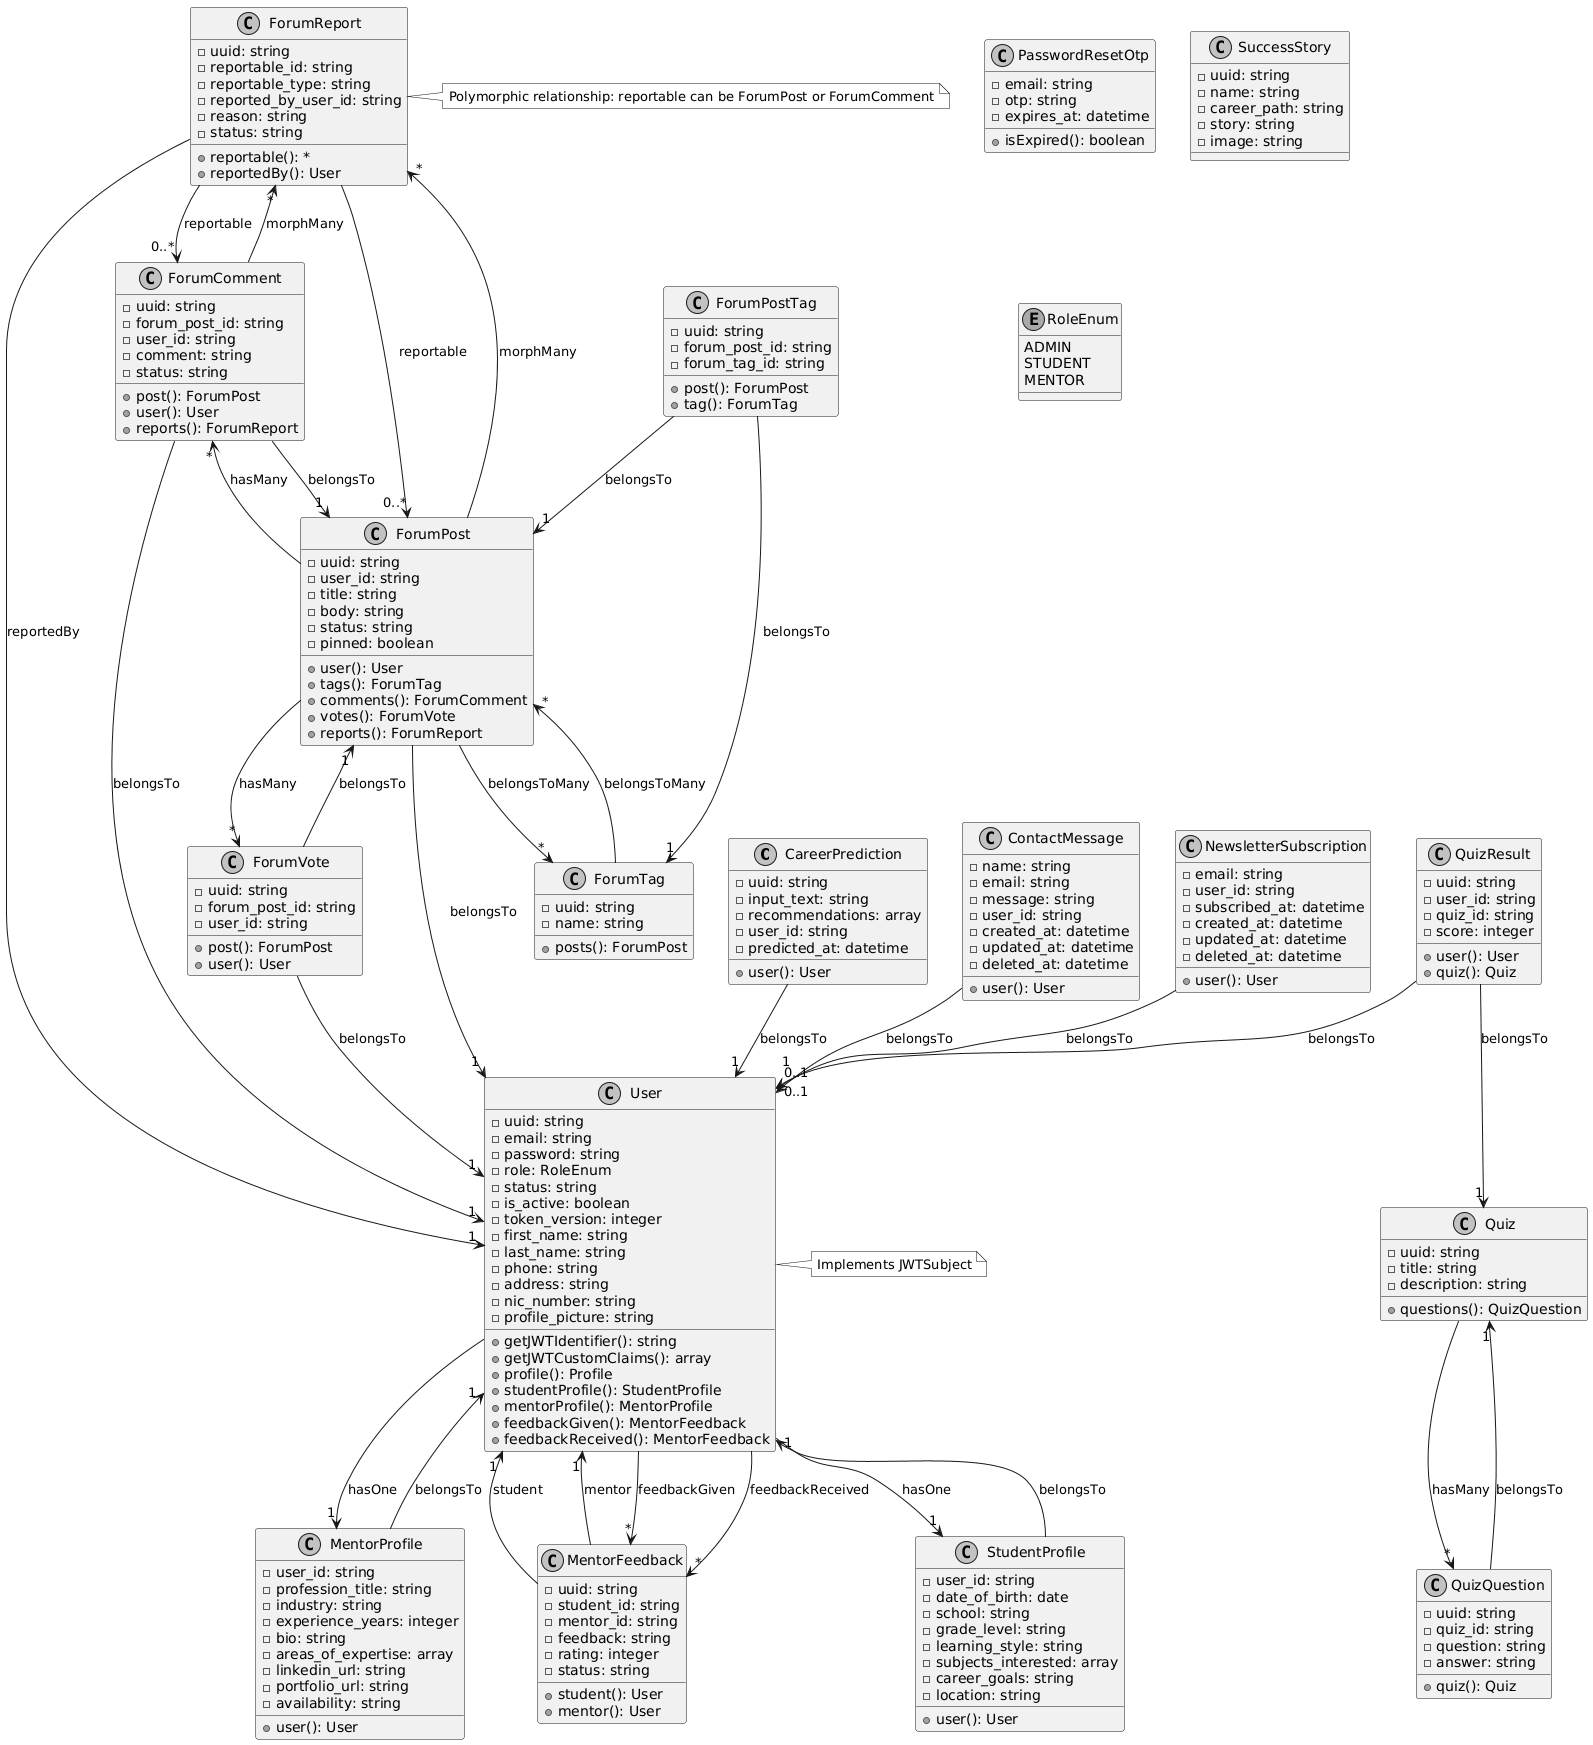 ForumReport
uuid: string
reportable_id: string
reportable_type: string
reported_by_user_id: string
reason: string
status: string
reportable(): *
reportedBy(): User
Polymorphic relationship: reportable can be ForumPost or ForumComment
PasswordResetOtp
email: string
otp: string
expires_at: datetime
isExpired(): boolean
SuccessStory
uuid: string
name: string
career_path: string
story: string
image: string
reportable
0..*
morphMany
*
reportable
0..*
morphMany
*
reportedBy
1
ForumComment
uuid: string
forum_post_id: string
user_id: string
comment: string
status: string
post(): ForumPost
user(): User
reports(): ForumReport
ForumPostTag
uuid: string
forum_post_id: string
forum_tag_id: string
post(): ForumPost
tag(): ForumTag
RoleEnum
ADMIN
STUDENT
MENTOR
hasMany
*
belongsTo
1
belongsTo
1
belongsTo
1
belongsTo
1
ForumPost
uuid: string
user_id: string
title: string
body: string
status: string
pinned: boolean
user(): User
tags(): ForumTag
comments(): ForumComment
votes(): ForumVote
reports(): ForumReport
hasMany
*
belongsTo
1
belongsToMany
*
belongsToMany
*
belongsTo
1
ForumVote
uuid: string
forum_post_id: string
user_id: string
post(): ForumPost
user(): User
ForumTag
uuid: string
name: string
posts(): ForumPost
CareerPrediction
uuid: string
input_text: string
recommendations: array
user_id: string
predicted_at: datetime
user(): User
ContactMessage
name: string
email: string
message: string
user_id: string
created_at: datetime
updated_at: datetime
deleted_at: datetime
user(): User
NewsletterSubscription
email: string
user_id: string
subscribed_at: datetime
created_at: datetime
updated_at: datetime
deleted_at: datetime
user(): User
QuizResult
uuid: string
user_id: string
quiz_id: string
score: integer
user(): User
quiz(): Quiz
belongsTo
1
belongsTo
1
belongsTo
0..1
belongsTo
0..1
belongsTo
1
belongsTo
1
User
uuid: string
email: string
password: string
role: RoleEnum
status: string
is_active: boolean
token_version: integer
first_name: string
last_name: string
phone: string
address: string
nic_number: string
profile_picture: string
getJWTIdentifier(): string
getJWTCustomClaims(): array
profile(): Profile
studentProfile(): StudentProfile
mentorProfile(): MentorProfile
feedbackGiven(): MentorFeedback
feedbackReceived(): MentorFeedback
Implements JWTSubject
Quiz
uuid: string
title: string
description: string
questions(): QuizQuestion
hasOne
1
belongsTo
1
student
1
mentor
1
feedbackGiven
*
feedbackReceived
*
hasOne
1
belongsTo
1
hasMany
*
belongsTo
1
MentorProfile
user_id: string
profession_title: string
industry: string
experience_years: integer
bio: string
areas_of_expertise: array
linkedin_url: string
portfolio_url: string
availability: string
user(): User
MentorFeedback
uuid: string
student_id: string
mentor_id: string
feedback: string
rating: integer
status: string
student(): User
mentor(): User
StudentProfile
user_id: string
date_of_birth: date
school: string
grade_level: string
learning_style: string
subjects_interested: array
career_goals: string
location: string
user(): User
QuizQuestion
uuid: string
quiz_id: string
question: string
answer: string
quiz(): Quiz